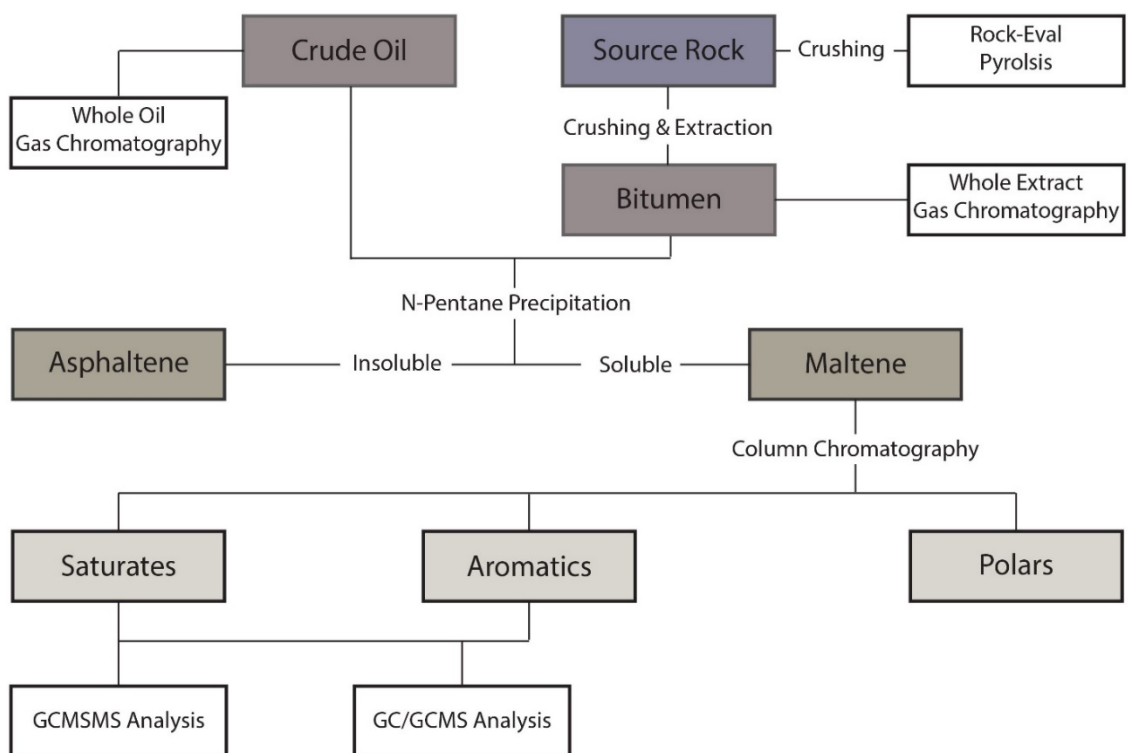 Crude Oil
Source Rock
Crushing
Rock-Eval
Pyrolsis
Whole Oil
Gas Chromatography
Crushing & Extraction
Bitumen
Whole Extract
Gas Chromatography
N-Pentane Precipitation
Asphaltene
Insoluble
Soluble
Maltene
Column Chromatography
Saturates
Aromatics
Polars
GCMSMS Analysis
GC/GCMS Analysis